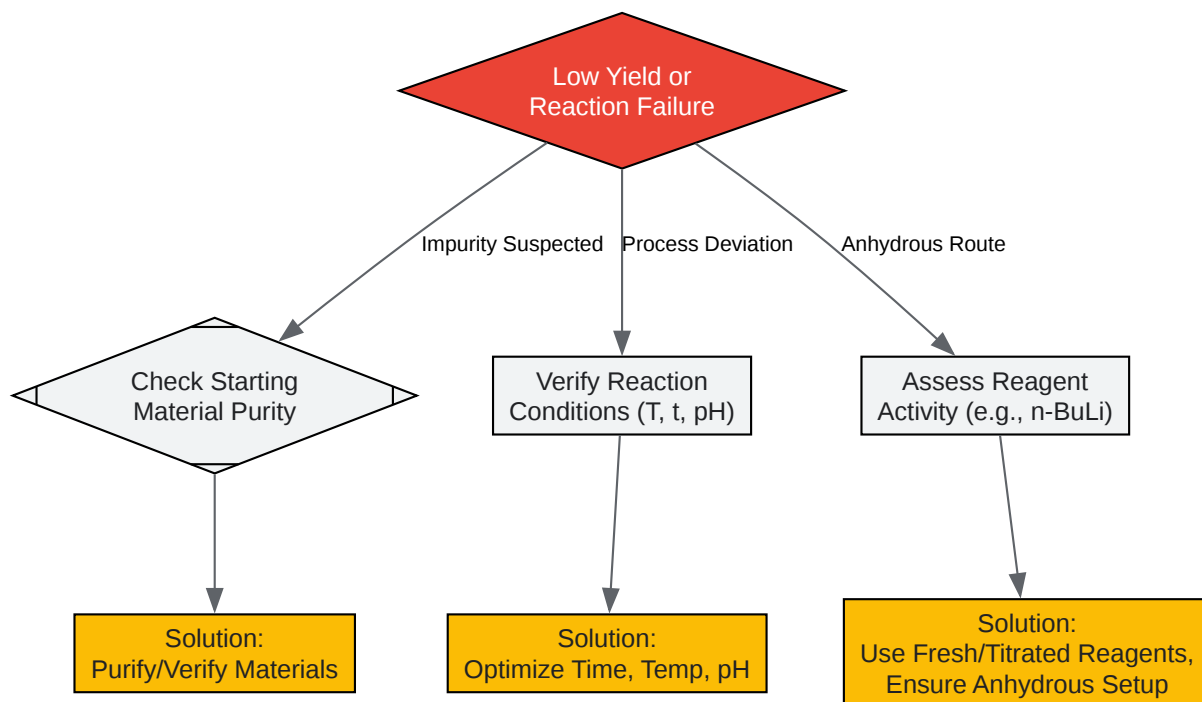 Low Yield or
Reaction Failure
Impurity Suspected
Process Deviation
Anhydrous Route
Check Starting
Material Purity
Verify Reaction
Conditions (T, t, pH)
Assess Reagent
Activity (e.g., n-BuLi)
Solution:
Purify/Verify Materials
Solution:
Optimize Time, Temp, pH
Solution:
Use Fresh/Titrated Reagents,
Ensure Anhydrous Setup